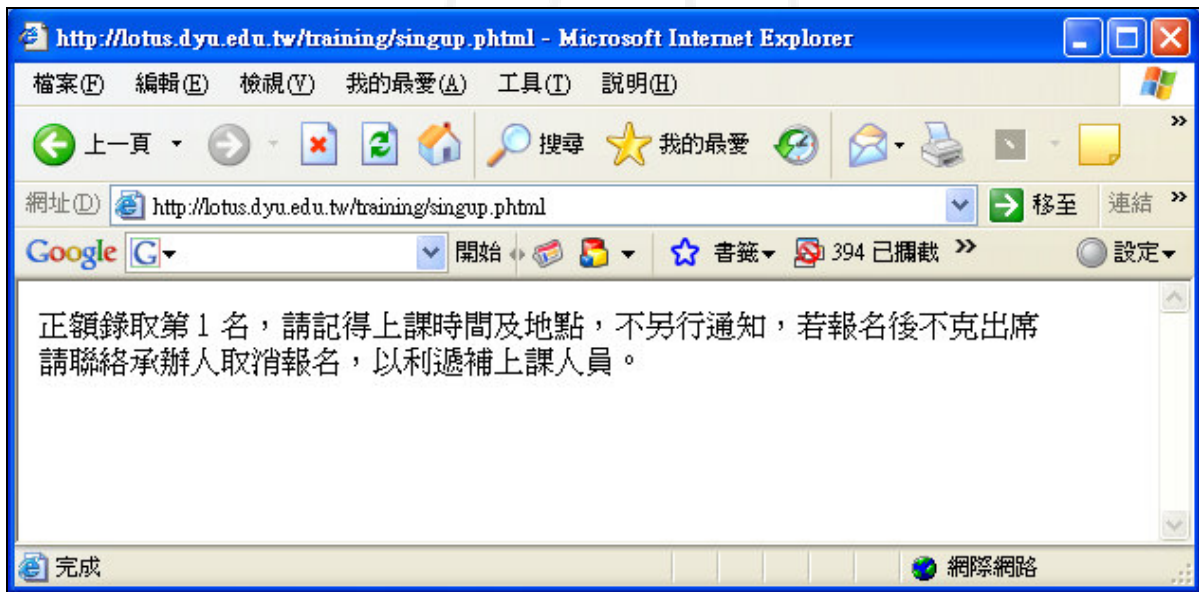 http://lotus.dyu.edu.tw/training/singup.phtml - Microsoft Internet Explorer
檔案(F) 編輯(E) 檢視(V) 我的最愛(A) 工具(T) 說明(H)
上一頁 搜尋 我的最愛 »
網址(D) http://lotus.dyu.edu.tw/training/singup.phtml 移至 連結 »
Google G 開始 書籤 394 已攔截 » 設定
正額錄取第 1 名，請記得上課時間及地點，不另行通知，若報名後不克出席
請聯絡承辦人取消報名，以利遞補上課人員。
完成 網際網路